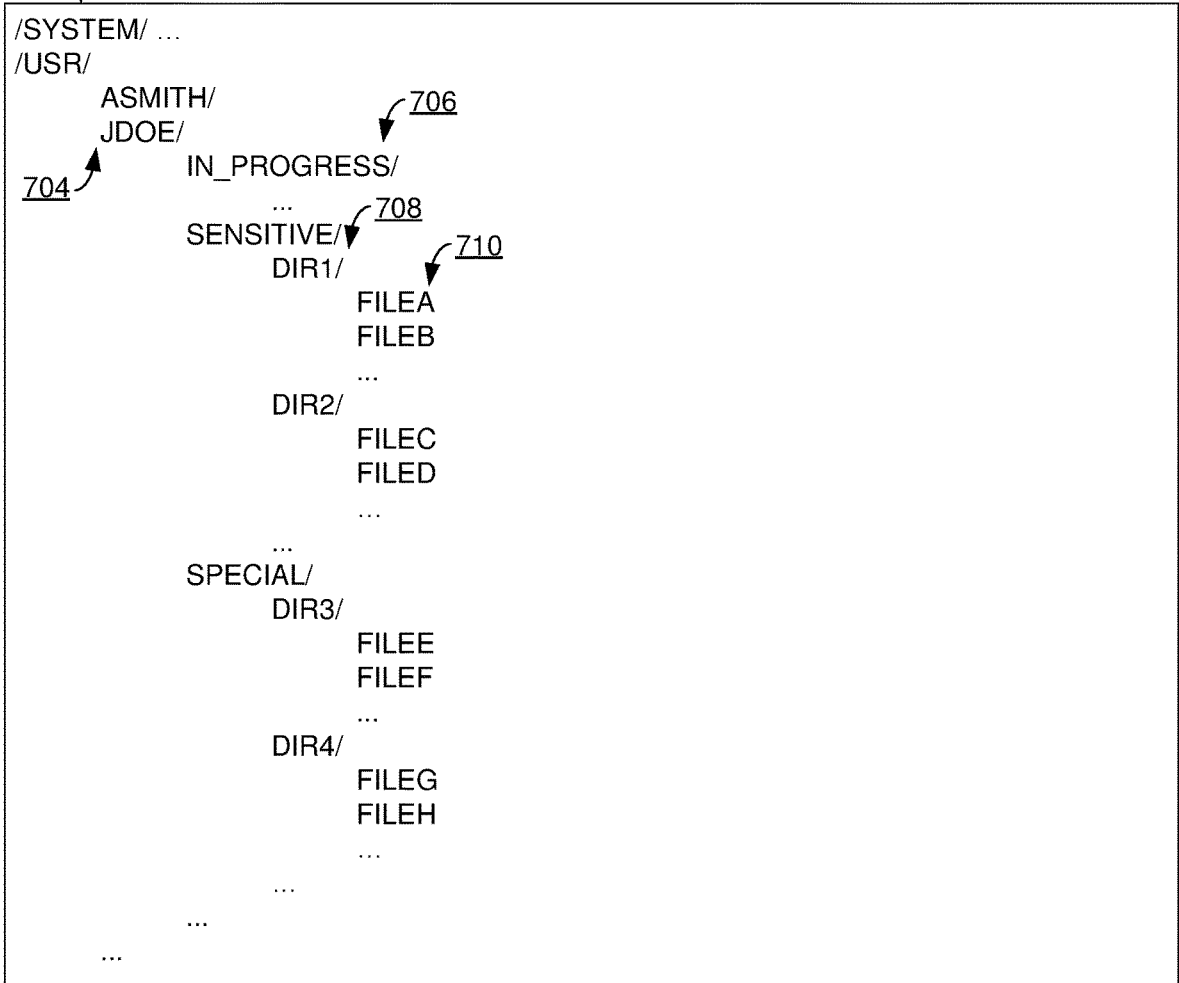 /SYSTEM/ ...
/USR/
ASMITH/
706
JDOE/
IN_PROGRESS/
704
...
708
SENSITIVE/
710
DIR1/
FILEA
FILEB
...
DIR2/
FILEC
FILED
...
...
SPECIAL/
DIR3/
FILEE
FILEF
...
DIR4/
FILEG
FILEH
...
...
...
...